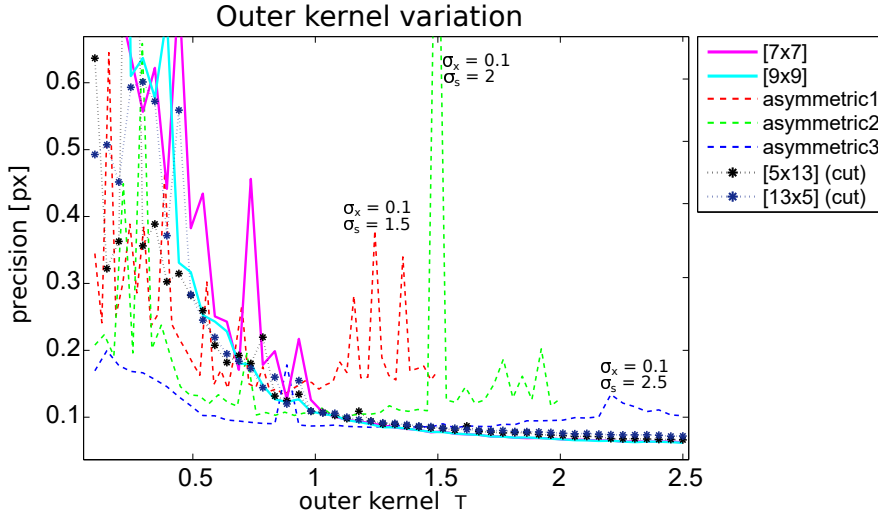 Outer kernel variation
precision [px]
0.6
0.5
0.4
0.3
0.2
0.1
σx = 0.1
σs = 2
σx = 0.1
σs = 1.5
σx = 0.1
σs = 2.5
0.5
1
1.5
2
2.5
outer kernel τ
[7x7]
[9x9]
asymmetric1
asymmetric2
asymmetric3
[5x13] (cut)
[13x5] (cut)